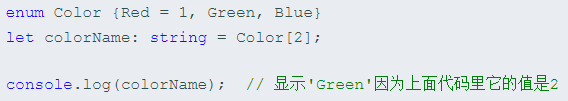 enum Color {Red = 1, Green, Blue}
let colorName: string = Color[2];
console.log(colorName);  // 显示'Green'因为上面代码里它的值是2